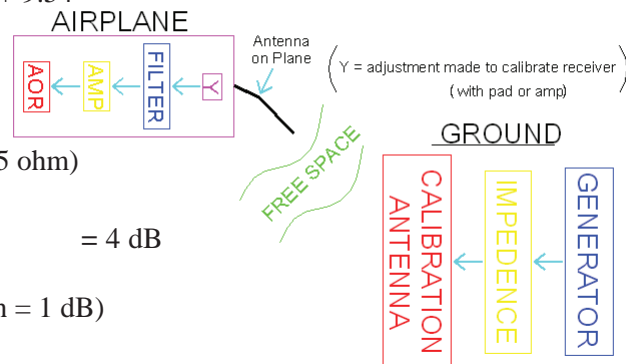 AIRPLANE
Antenna
on Plane
Y = adjustment made to calibrate receiver
(with pad or amp)
AOR
AMP
FILTER
Y
FREE SPACE
GROUND
CALIBRATION
ANTENNA
IMPEDENCE
GENERATOR
5 ohm)
= 4 dB
= 1 dB)